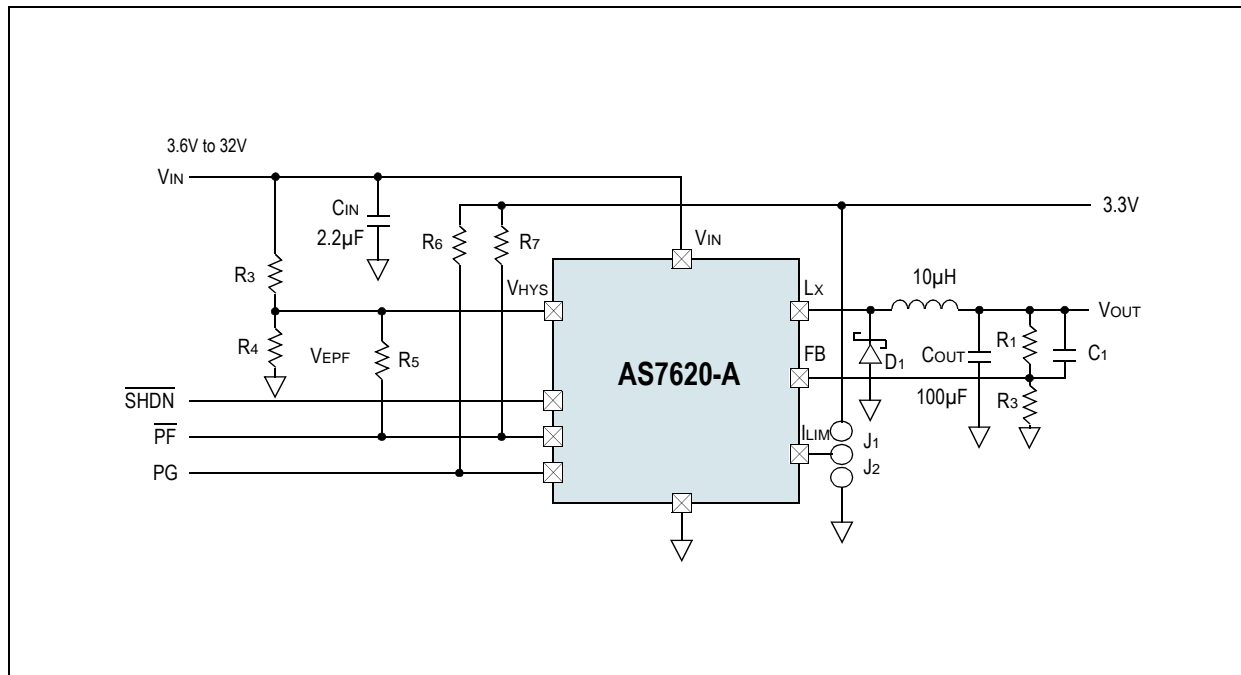 3.6V to 32V
VIN
CIN
2.2µF
R6
R7
VIN
3.3V
R3
VHYS
LX
10µH
VOUT
R4
VEPF
R5
AS7620-A
FB
D1
COUT
100µF
R1
C1
R3
SHDN
PF
PG
ILIM
J1
J2